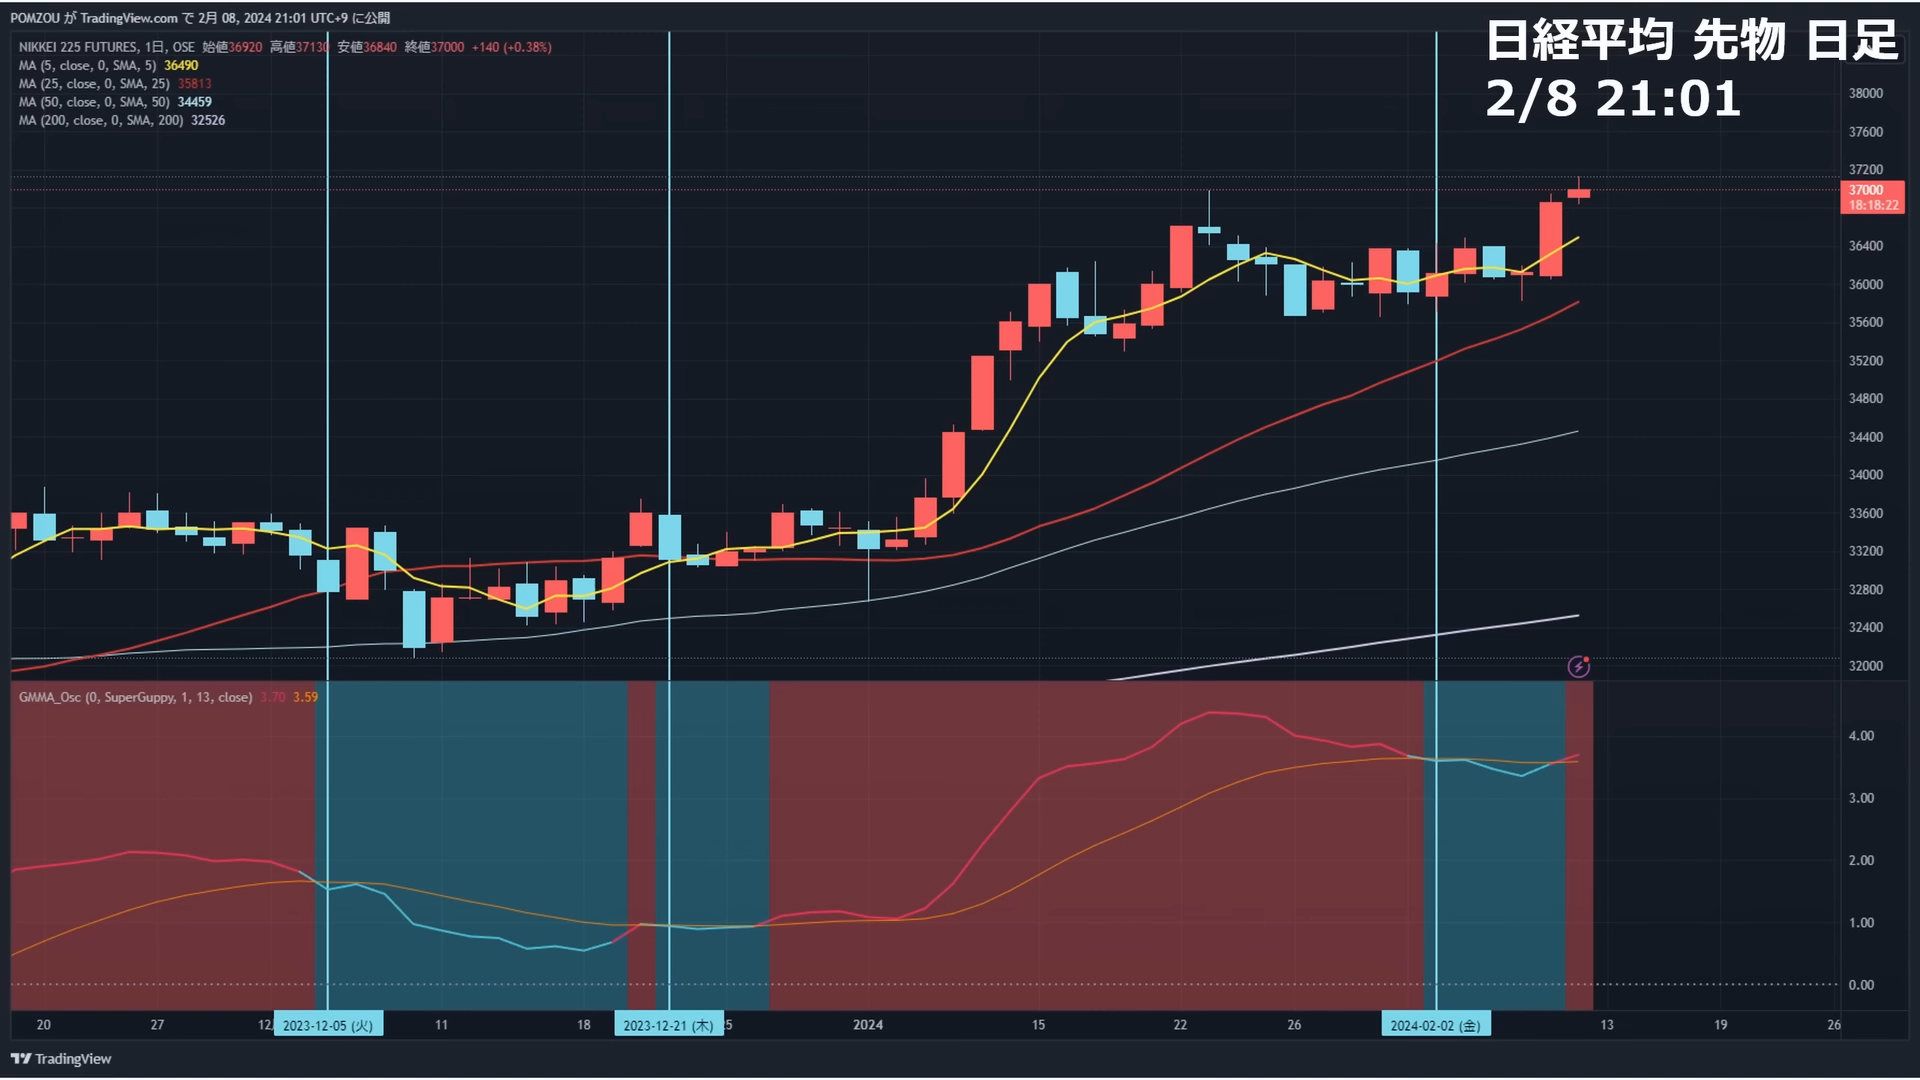 POMZOU が TradingView.com で 2月 08, 2024 21:01 UTC+9 に公開
日経平均 先物 日足
2/8 21:01
NIKKEI 225 FUTURES, 1日, OSE 始値36920 高値37130 安値36840 終値37000 +140 (+0.38%)
MA (5, close, 0, SMA, 5) 36490
MA (25, close, 0, SMA, 25) 35813
MA (50, close, 0, SMA, 50) 34459
MA (200, close, 0, SMA, 200) 32526
38000
37600
37200
37000
18:18:22
36400
36000
35600
35200
34800
34400
34000
33600
33200
32800
32400
32000
GMMA_Osc (0, SuperGuppy, 1, 13, close) 3.70 3.59
4.00
3.00
2.00
1.00
0.00
20 27 12 2023-12-05 (火) 11 18 2023-12-21 (木) 2024 15 22 26 2024-02-02 (金) 13 19 26
TradingView